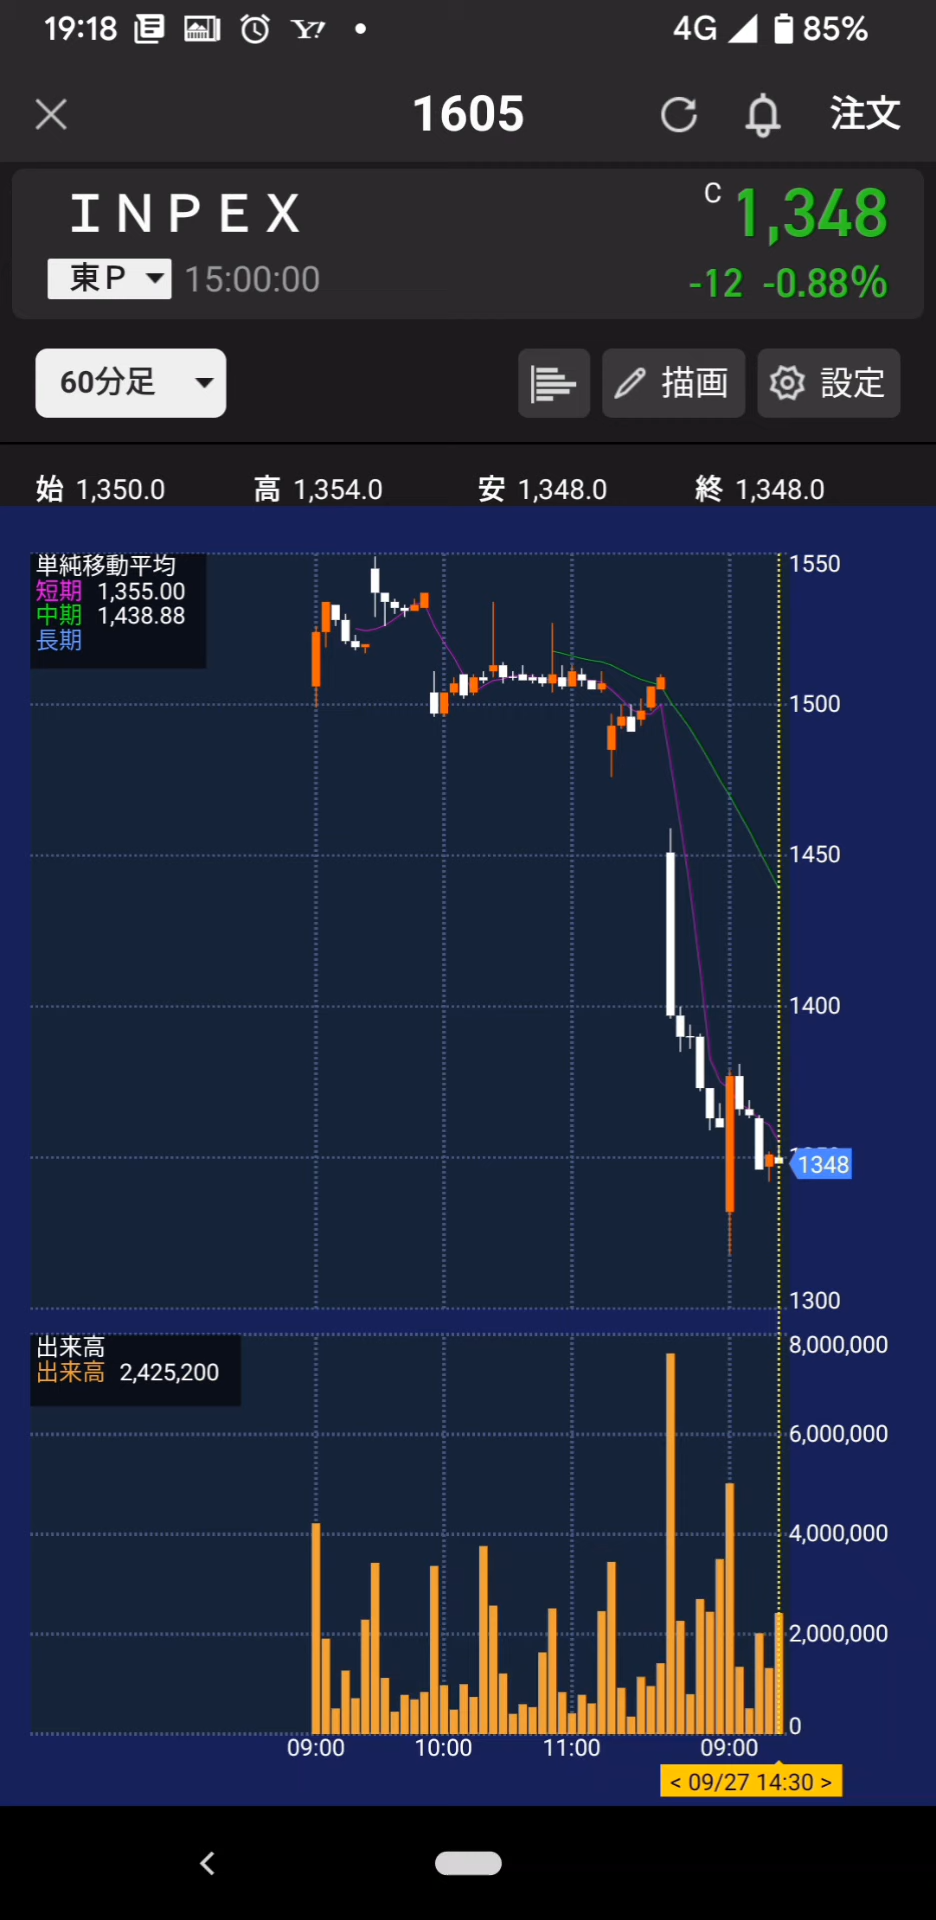 19:18 Y! 4G 85%
1605 注文
ＩＮＰＥＸ C 1,348
東P 15:00:00 -12 -0.88%
60分足 描画 設定
始 1,350.0 高 1,354.0 安 1,348.0 終 1,348.0
単純移動平均
短期 1,355.00
中期 1,438.88
長期
1550
1500
1450
1400
1348
1300
出来高
出来高 2,425,200
8,000,000
6,000,000
4,000,000
2,000,000
0
09:00 10:00 11:00 09:00
< 09/27 14:30 >